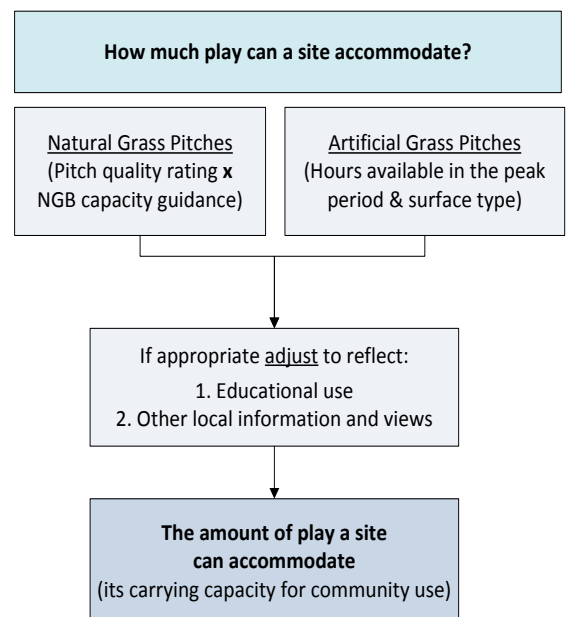 How much play can a site accommodate?
Natural Grass Pitches
(Pitch quality rating x
NGB capacity guidance)
Artificial Grass Pitches
(Hours available in the peak
period & surface type)
If appropriate adjust to reflect:
1. Educational use
2. Other local information and views
The amount of play a site
can accommodate
(its carrying capacity for community use)